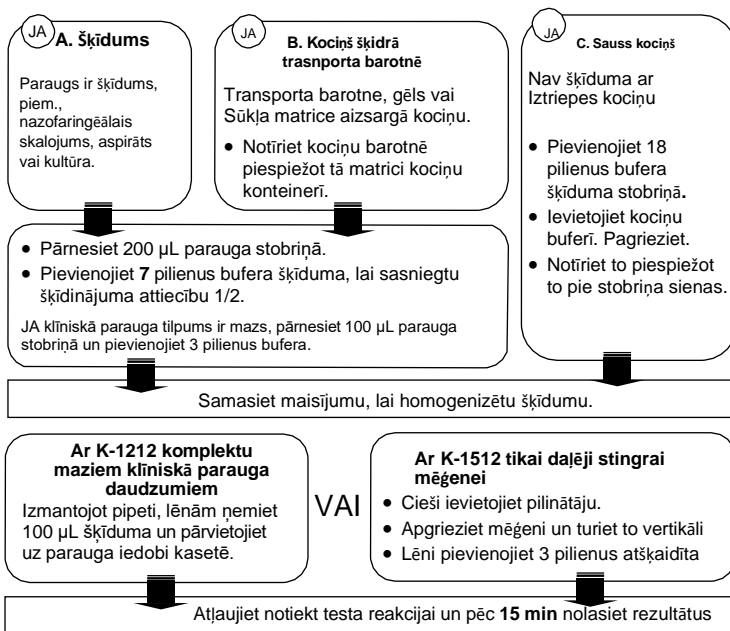 JA
A. Šķīdums
Paraugs ir šķīdums,
piem.,
nazofaringēālais
skalojums, aspirāts
vai kultūra.
JA
B. Kociņš šķidrā
trasnporta barotnē
Transporta barotne, gēls vai
Sūkļa matrice aizsargā kociņu.
• Notīriet kociņu barotnē
piespiežot tā matrici kociņu
konteinerī.
JA
C. Sauss kociņš
Nav šķīduma ar
Iztriepes kociņu
• Pievienojiet 18
pilienus bufera
šķīduma stobriņā.
• Ievietojiet kociņu
buferī. Pagrieziet.
• Notīriet to piespiežot
to pie stobriņa sienas.
• Pārnesiet 200 µL parauga stobriņā.
• Pievienojiet 7 pilienus bufera šķīduma, lai sasniegtu
šķīdinājuma attiecību 1/2.
JA klīniskā parauga tilpums ir mazs, pārnesiet 100 µL parauga
stobriņā un pievienojiet 3 pilienus bufera.
Samasiet maisījumu, lai homogenizētu šķīdumu.
Ar K-1212 komplektu
maziem klīniskā parauga
daudzumiem
Izmantojot pipeti, lēnām ņemiet
100 µL šķīduma un pārvietojiet
uz parauga iedobi kasetē.
VAI
Ar K-1512 tikai daļēji stingrai
mēģenei
• Cieši ievietojiet pilinātāju.
• Apgrieziet mēģeni un turiet to vertikāli
• Lēni pievienojiet 3 pilienus atšķaidīta
Atļaujiet notiekt testa reakcijai un pēc 15 min nolasiet rezultātus